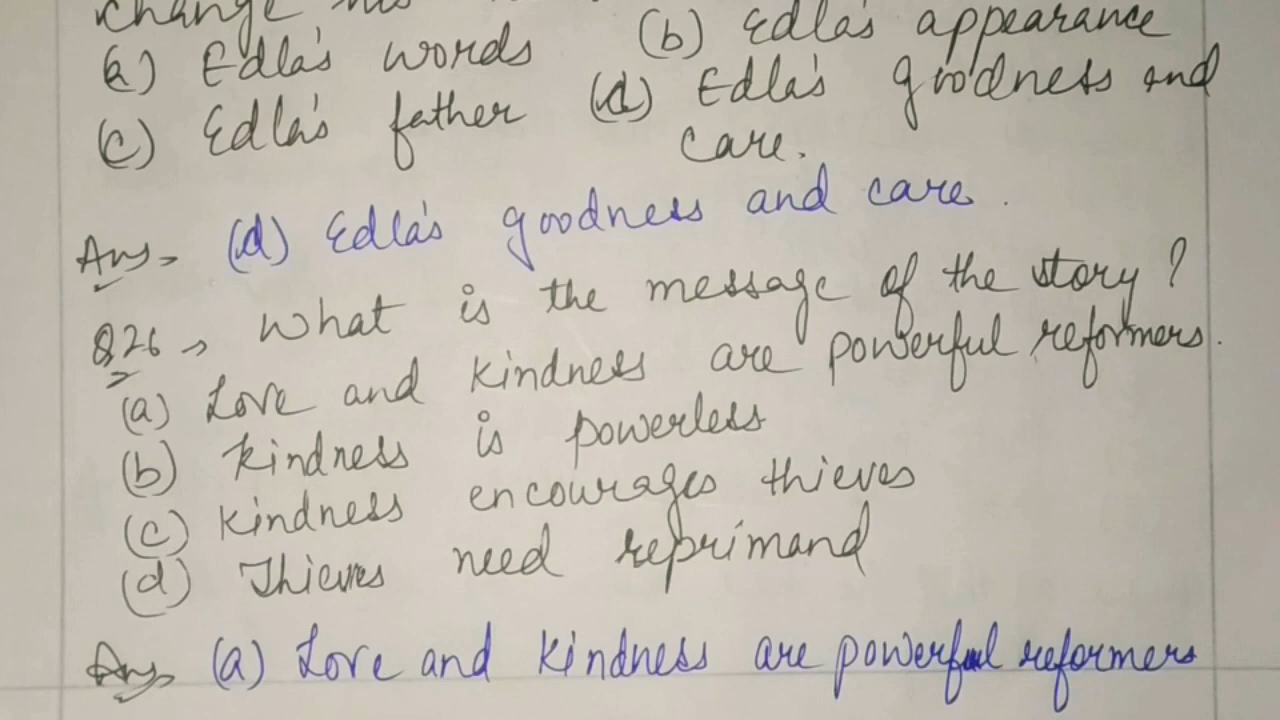 change his
(a) Edla's words (b) Edla's appearance
(c) Edla's father (d) Edla's goodness and
care.
Ans. (d) Edla's goodness and care.
Q26 → What is the message of the story?
(a) Love and kindness are powerful reformers.
(b) kindness is powerless
(c) kindness encourages thieves
(d) Thieves need reprimand
Ans. (a) Love and kindness are powerful reformers